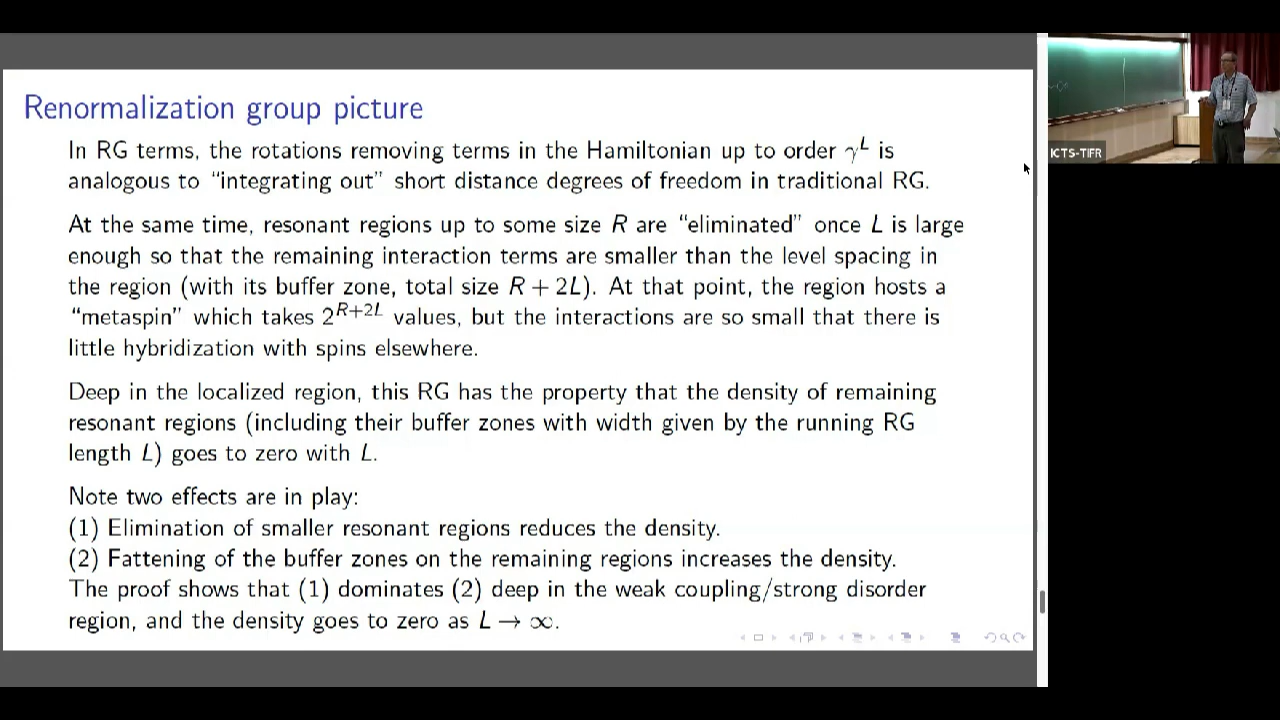 Renormalization group picture
In RG terms, the rotations removing terms in the Hamiltonian up to order γ^L is
analogous to “integrating out” short distance degrees of freedom in traditional RG.
At the same time, resonant regions up to some size R are “eliminated” once L is large
enough so that the remaining interaction terms are smaller than the level spacing in
the region (with its buffer zone, total size R + 2L). At that point, the region hosts a
“metaspin” which takes 2^{R+2L} values, but the interactions are so small that there is
little hybridization with spins elsewhere.
Deep in the localized region, this RG has the property that the density of remaining
resonant regions (including their buffer zones with width given by the running RG
length L) goes to zero with L.
Note two effects are in play:
(1) Elimination of smaller resonant regions reduces the density.
(2) Fattening of the buffer zones on the remaining regions increases the density.
The proof shows that (1) dominates (2) deep in the weak coupling/strong disorder
region, and the density goes to zero as L → ∞.
ICTS-TIFR